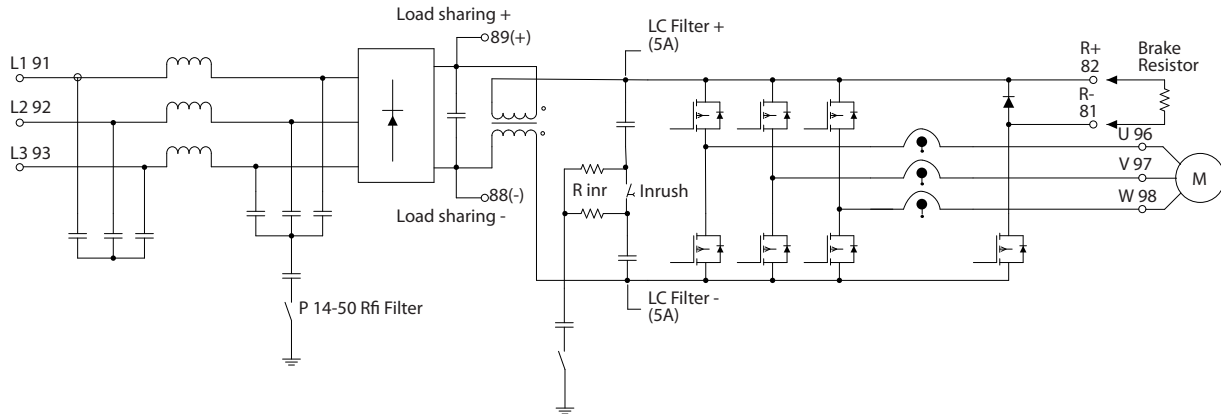 Load sharing +
89(+)
LC Filter +
(5A)
R+
82
Brake
Resistor
L1 91
L2 92
R-
81
U 96
L3 93
V 97
M
R inr
Inrush
88(-)
W 98
Load sharing -
P 14-50 Rfi Filter
LC Filter -
(5A)